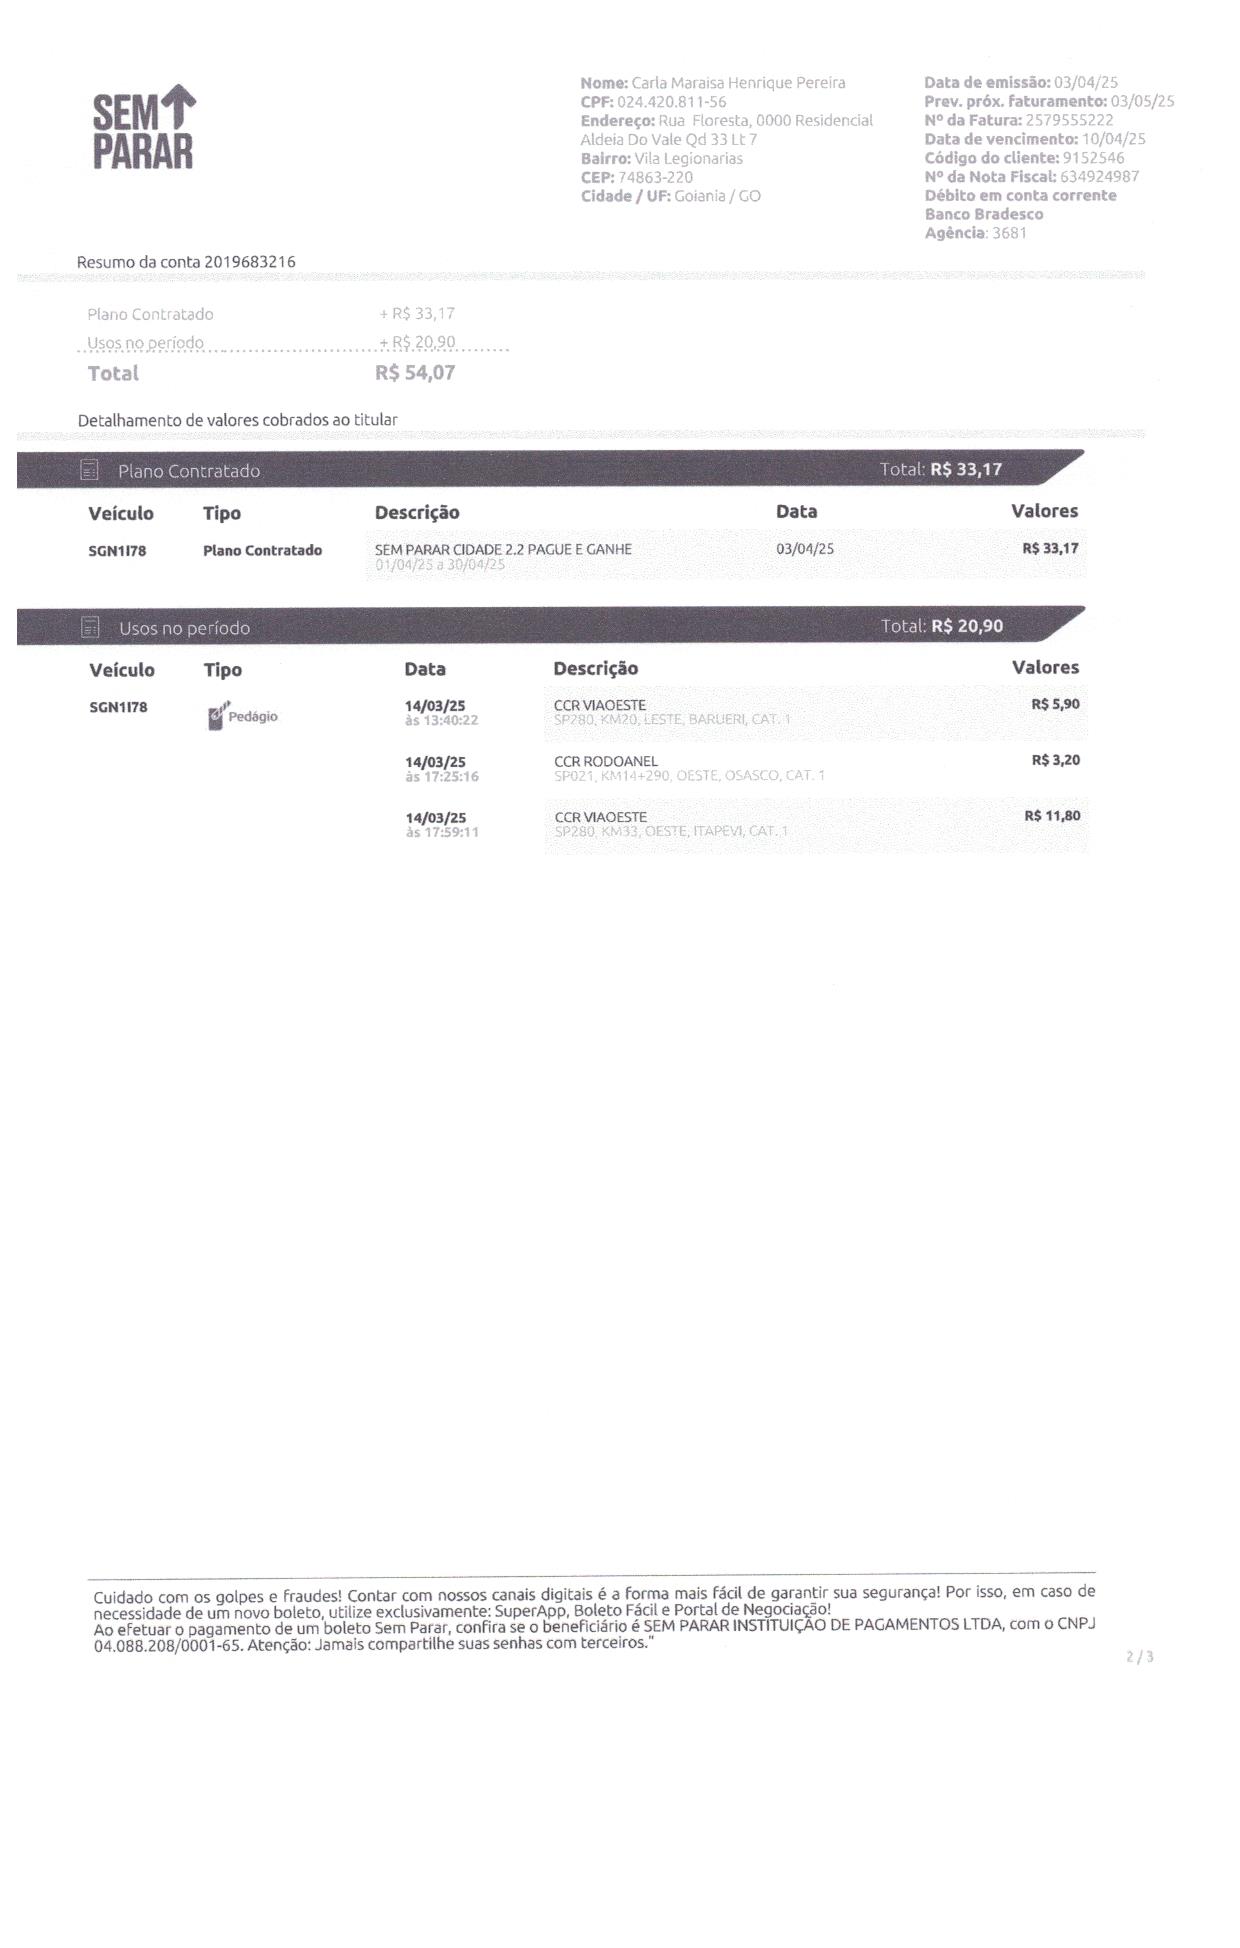 SEM PARAR
Nome: Carla Maraisa Henrique Pereira
CPF: 024.420.811-56
Endereço: Rua Floresta, 0000 Residencial
Aldeia Do Vale Qd 33 Lt 7
Bairro: Vila Legionarias
CEP: 74863-220
Cidade / UF: Goiania / GO
Data de emissão: 03/04/25
Prev. próx. faturamento: 03/05/25
Nº da Fatura: 2579555222
Data de vencimento: 10/04/25
Código do cliente: 9152546
Nº da Nota Fiscal: 634924987
Débito em conta corrente
Banco Bradesco
Agência: 3681
Resumo da conta 2019683216
Plano Contratado + R$ 33,17
Usos no período + R$ 20,90
Total R$ 54,07
Detalhamento de valores cobrados ao titular
Plano Contratado Total: R$ 33,17
Veículo Tipo Descrição Data Valores
SGN1I78 Plano Contratado SEM PARAR CIDADE 2.2 PAGUE E GANHE 03/04/25 R$ 33,17
01/04/25 a 30/04/25
Usos no período Total: R$ 20,90
Veículo Tipo Data Descrição Valores
SGN1I78 Pedágio 14/03/25 CCR VIAOESTE R$ 5,90
às 13:40:22 SP280, KM20, LESTE, BARUERI, CAT. 1
14/03/25 CCR RODOANEL R$ 3,20
às 17:25:16 SP021, KM14+290, OESTE, OSASCO, CAT. 1
14/03/25 CCR VIAOESTE R$ 11,80
às 17:59:11 SP280, KM33, OESTE, ITAPEVI, CAT. 1
Cuidado com os golpes e fraudes! Contar com nossos canais digitais é a forma mais fácil de garantir sua segurança! Por isso, em caso de
necessidade de um novo boleto, utilize exclusivamente: SuperApp, Boleto Fácil e Portal de Negociação!
Ao efetuar o pagamento de um boleto Sem Parar, confira se o beneficiário é SEM PARAR INSTITUIÇÃO DE PAGAMENTOS LTDA, com o CNPJ
04.088.208/0001-65. Atenção: Jamais compartilhe suas senhas com terceiros."
2 / 3